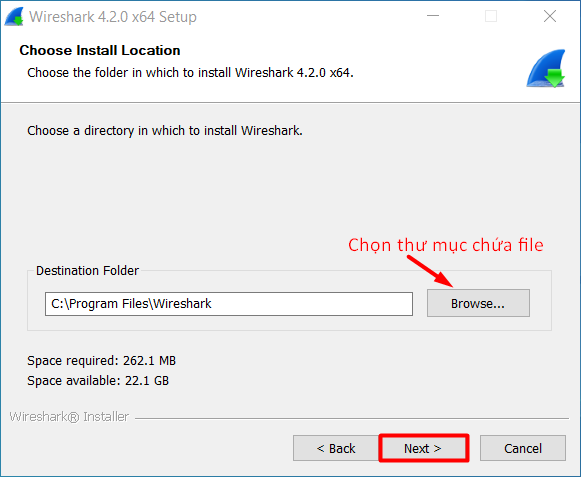 Wireshark 4.2.0 x64 Setup
Choose Install Location
Choose the folder in which to install Wireshark 4.2.0 x64.
Choose a directory in which to install Wireshark.
Chọn thư mục chứa file
Destination Folder
C:\Program Files\Wireshark
Browse...
Space required: 262.1 MB
Space available: 22.1 GB
Wireshark® Installer
< Back
Next >
Cancel